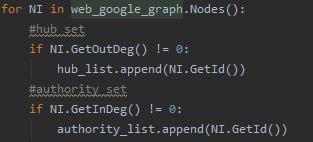 for NI in web_google_graph.Nodes():
    #hub set
    if NI.GetOutDeg() != 0:
        hub_list.append(NI.GetId())
    #authority set
    if NI.GetInDeg() != 0:
        authority_list.append(NI.GetId())